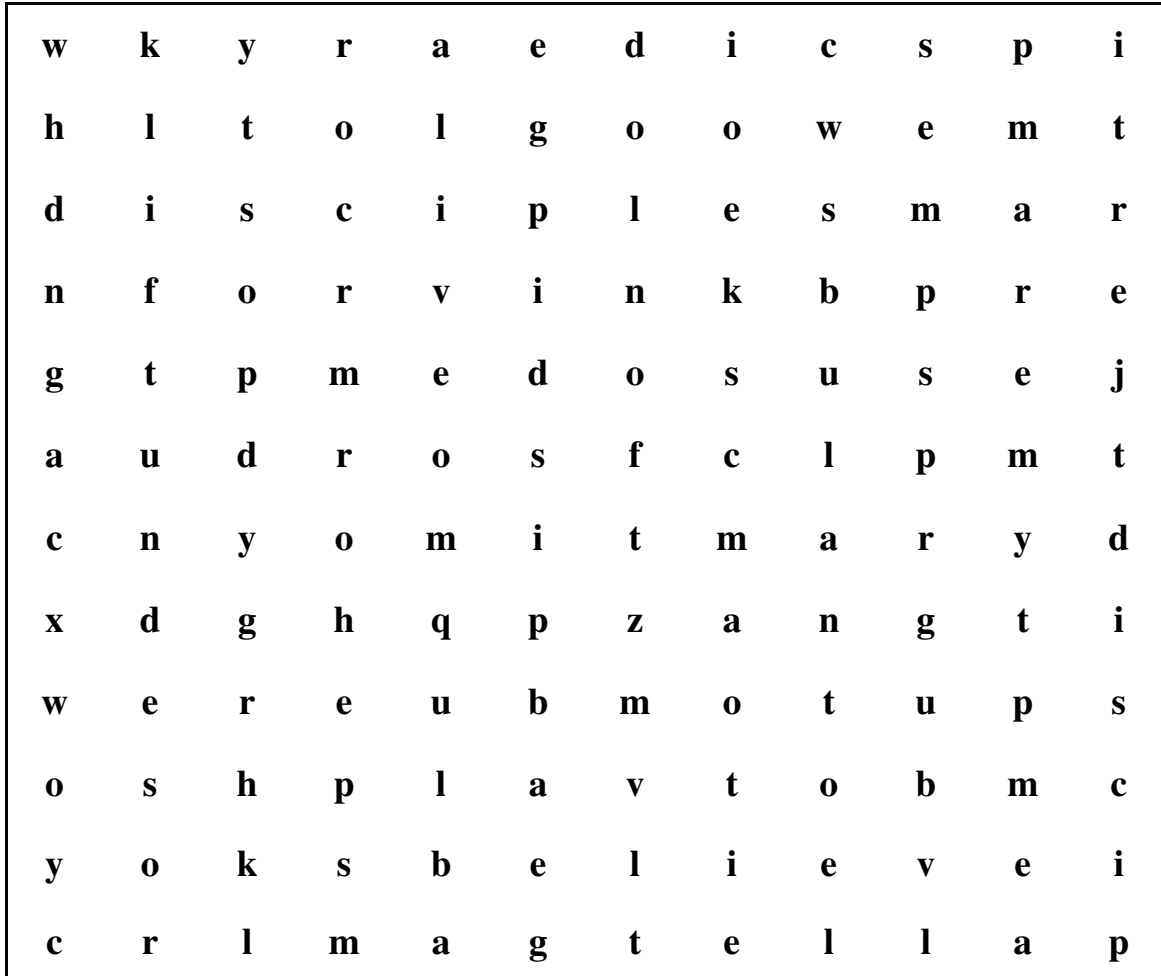 w k y r a e d i c s p i
h l t o l g o o w e m t
d i s c i p l e s m a r
n f o r v i n k b p r e
g t p m e d o s u s e j
a u d r o s f c l p m t
c n y o m i t m a r y d
x d g h q p z a n g t i
w e r e u b m o t u p s
o s h p l a v t o b m c
y o k s b e l i e v e i
c r l m a g t e l l a p